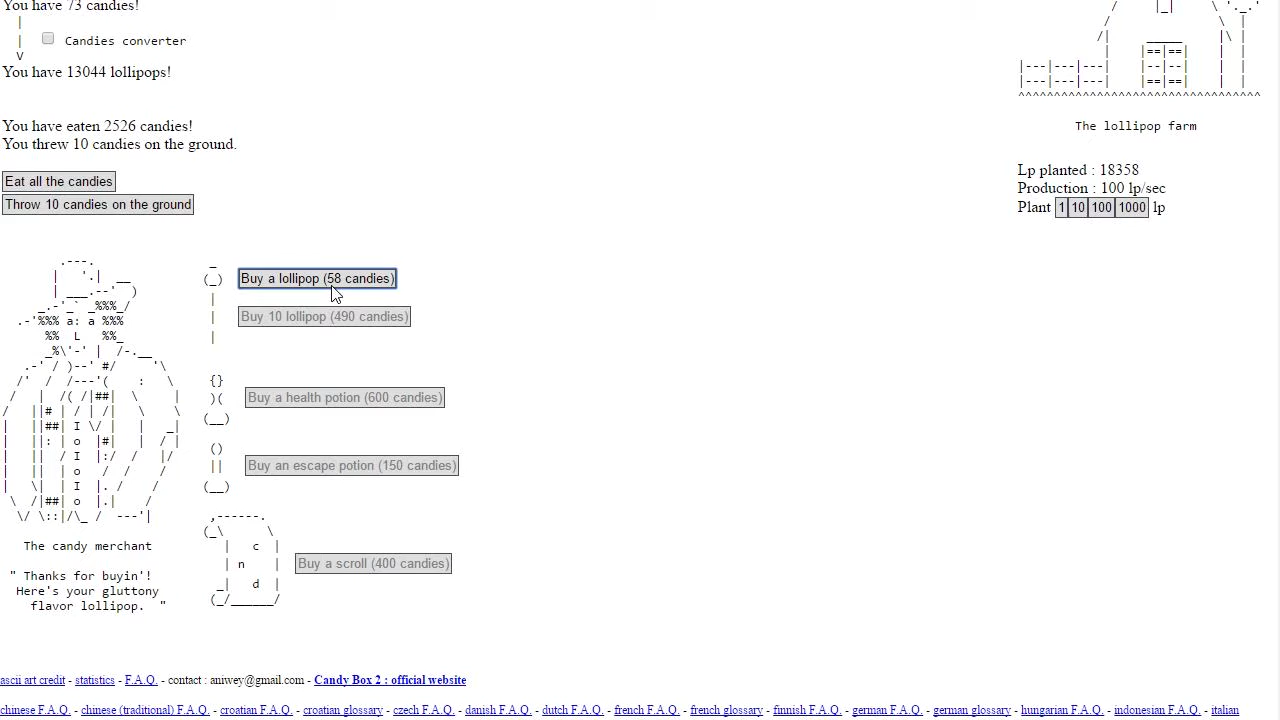 You have 73 candies!
Candies converter
You have 13044 lollipops!
You have eaten 2526 candies!
You threw 10 candies on the ground.
Eat all the candies
Throw 10 candies on the ground
Buy a lollipop (58 candies)
Buy 10 lollipop (490 candies)
Buy a health potion (600 candies)
Buy an escape potion (150 candies)
c
n
d
Buy a scroll (400 candies)
The candy merchant
" Thanks for buyin'!
Here's your gluttony
flavor lollipop. "
The lollipop farm
Lp planted : 18358
Production : 100 lp/sec
Plant 1 10 100 1000 lp
ascii art credit - statistics - F.A.Q. - contact : aniwey@gmail.com - Candy Box 2 : official website
chinese F.A.Q. - chinese (traditional) F.A.Q. - croatian F.A.Q. - croatian glossary - czech F.A.Q. - danish F.A.Q. - dutch F.A.Q. - french F.A.Q. - french glossary - finnish F.A.Q. - german F.A.Q. - german glossary - hungarian F.A.Q. - indonesian F.A.Q. - italian